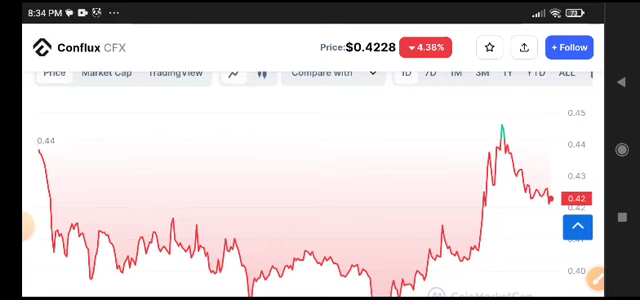 8:34 PM
73
Conflux CFX
Price: $0.4228 4.38%
+ Follow
Price Market Cap TradingView Compare with 1D 7D 1M 3M 1Y YTD ALL
0.45
0.44
0.44
0.43
0.42
0.42
0.40
CoinMarketCap